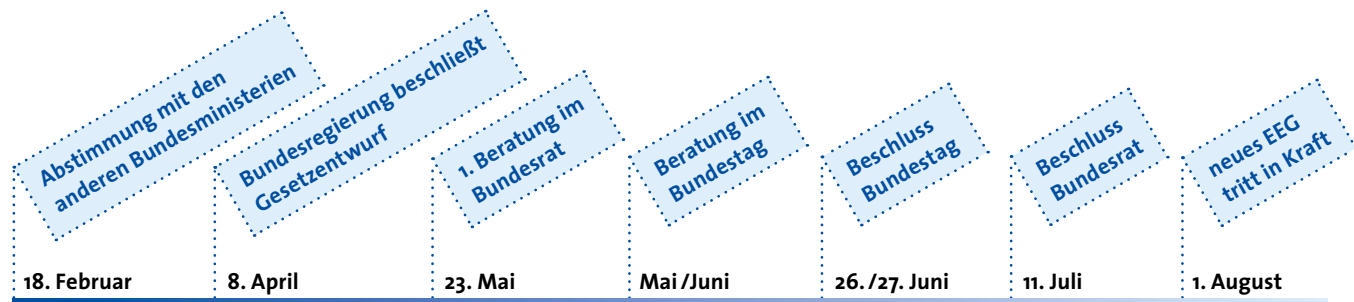 Abstimmung mit den
anderen Bundesministerien
Bundesregierung beschließt
Gesetzentwurf
1. Beratung im
Bundesrat
Beratung im
Bundestag
Beschluss
Bundestag
Beschluss
Bundesrat
neues EEG
tritt in Kraft
18. Februar
8. April
23. Mai
Mai/Juni
26./27. Juni
11. Juli
1. August